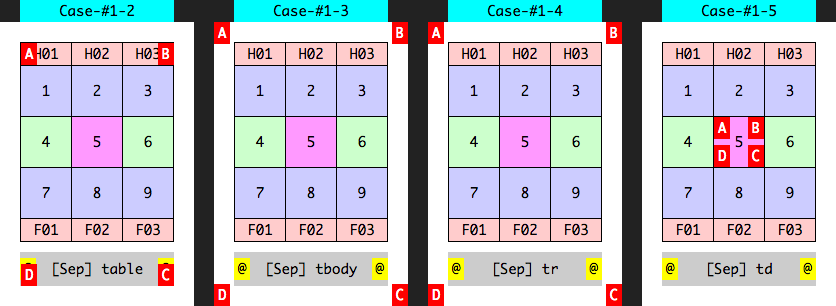 Case-#1-2 Case-#1-3 Case-#1-4 Case-#1-5
A B A B
A H01 H02 H03 B H01 H02 H03 H01 H02 H03 H01 H02 H03
1 2 3 1 2 3 1 2 3 1 2 3
A B
4 5 6 4 5 6 4 5 6 4 5 6
D C
7 8 9 7 8 9 7 8 9 7 8 9
F01 F02 F03 F01 F02 F03 F01 F02 F03 F01 F02 F03
[Sep] table @ [Sep] tbody @ @ [Sep] tr @ @ [Sep] td @
D C
D C D C